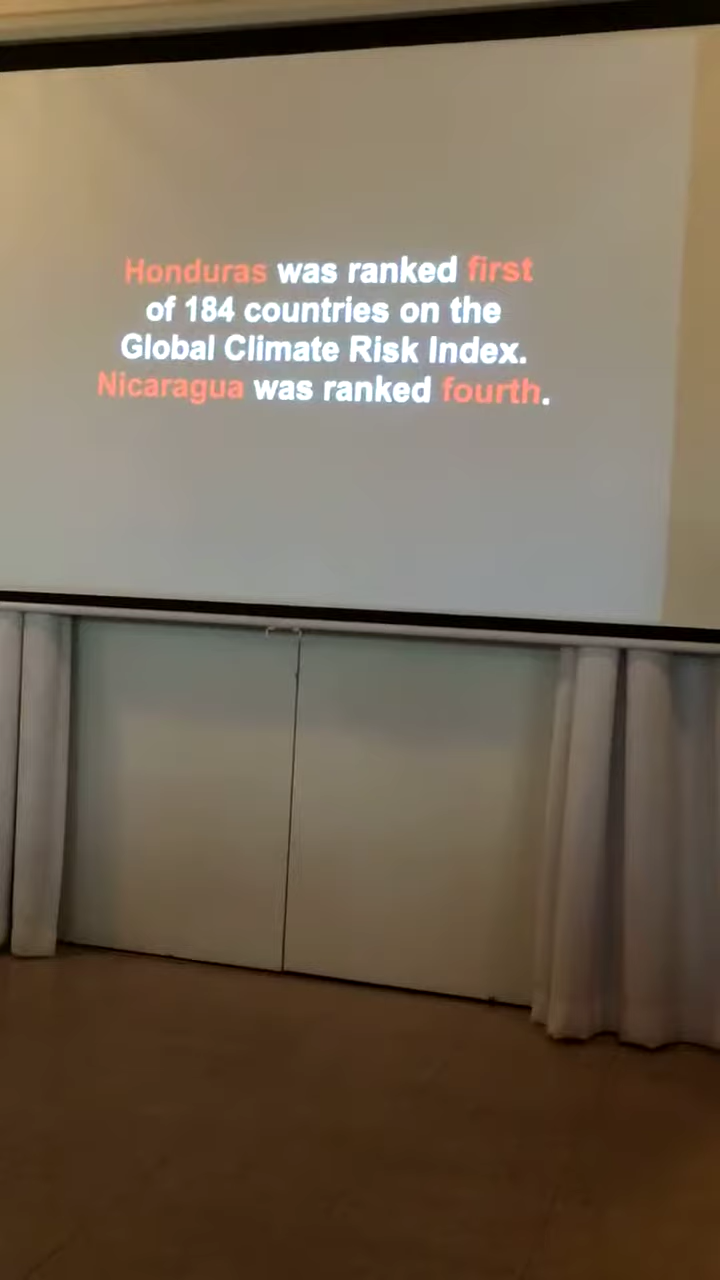 Honduras was ranked first
of 184 countries on the
Global Climate Risk Index.
Nicaragua was ranked fourth.